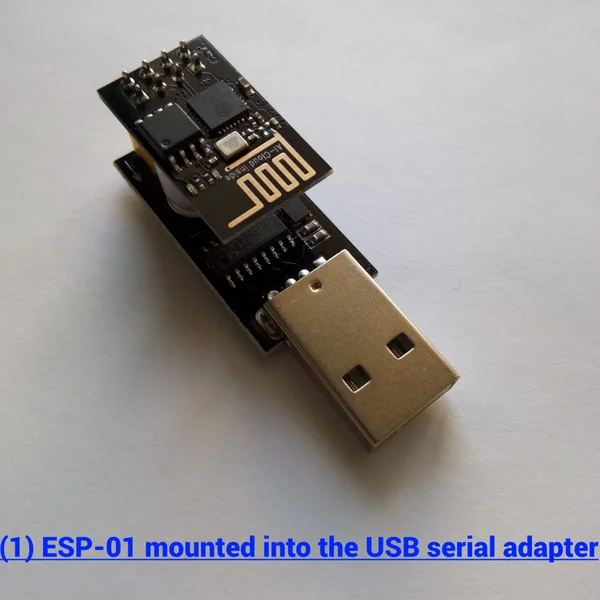 AI-Cloud inside
(1) ESP-01 mounted into the USB serial adapter